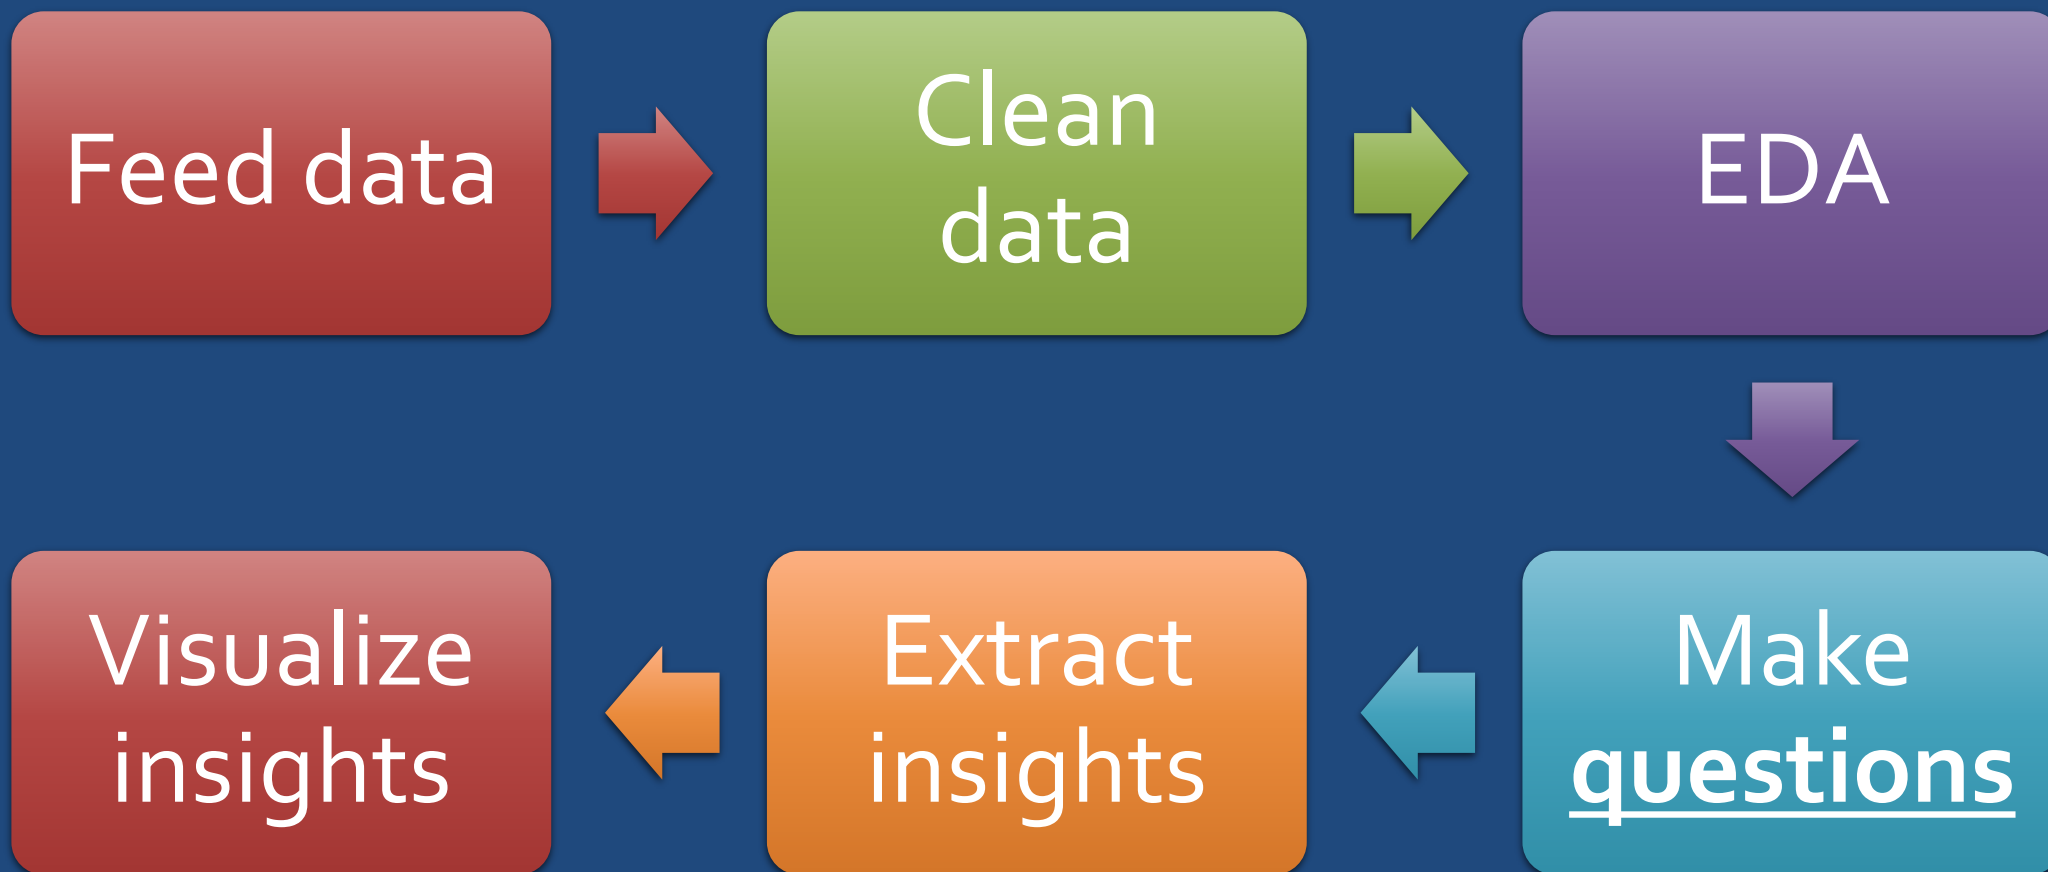 Feed data
Clean
data
EDA
Make
questions
Extract
insights
Visualize
insights